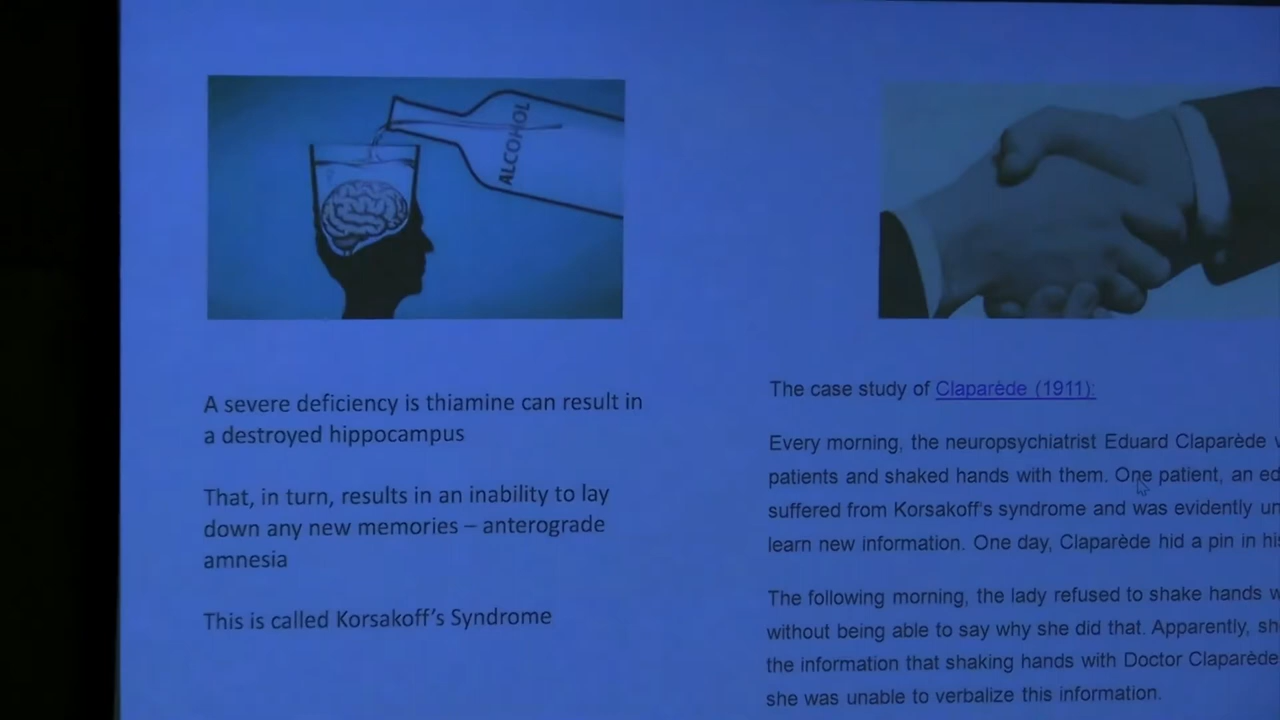 ALCOHOL
A severe deficiency is thiamine can result in
a destroyed hippocampus
That, in turn, results in an inability to lay
down any new memories – anterograde
amnesia
This is called Korsakoff's Syndrome
The case study of Claparède (1911):
Every morning, the neuropsychiatrist Eduard Claparède
patients and shaked hands with them. One patient, an
suffered from Korsakoff's syndrome and was evidently
learn new information. One day, Claparède hid a pin in
The following morning, the lady refused to shake hands
without being able to say why she did that. Apparently,
the information that shaking hands with Doctor Claparède
she was unable to verbalize this information.